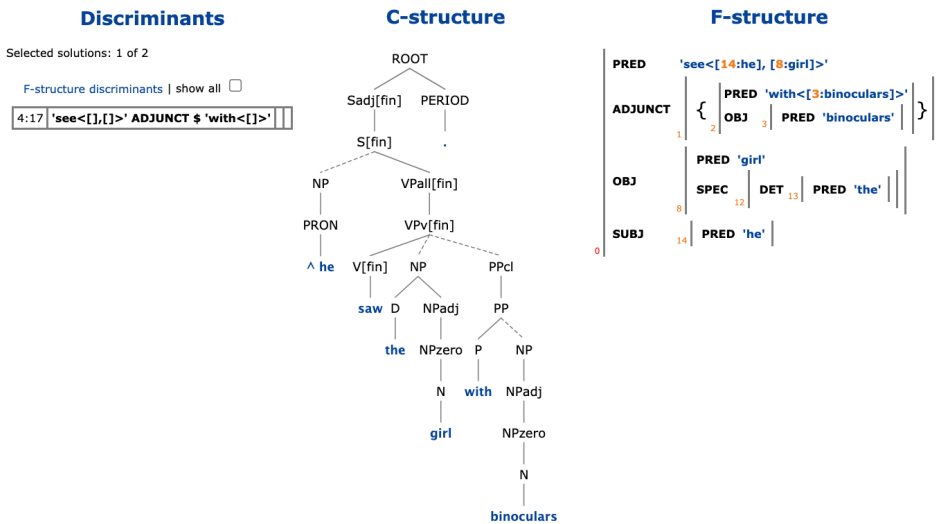 Discriminants
Selected solutions: 1 of 2
F-structure discriminants | show all
4:17 'see<[],[]>' ADJUNCT $ 'with<[]>'
C-structure
ROOT
Sadj[fin] PERIOD
S[fin] .
NP VPall[fin]
PRON VPv[fin]
^ he V[fin] NP PPcl
saw D NPadj PP
the NPzero P NP
N with NPadj
girl NPzero
N
binoculars
F-structure
PRED 'see<[14:he], [8:girl]>'
PRED 'with<[3:binoculars]>'
ADJUNCT { }
OBJ PRED 'binoculars'
1 2 3
PRED 'girl'
OBJ
SPEC DET PRED 'the'
8 12 13
SUBJ PRED 'he'
14
0